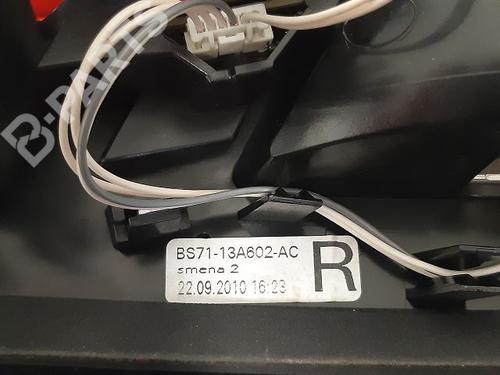 B-PARTS
BS71-13A602-AC
smena 2
22.09.2010 16:23
R